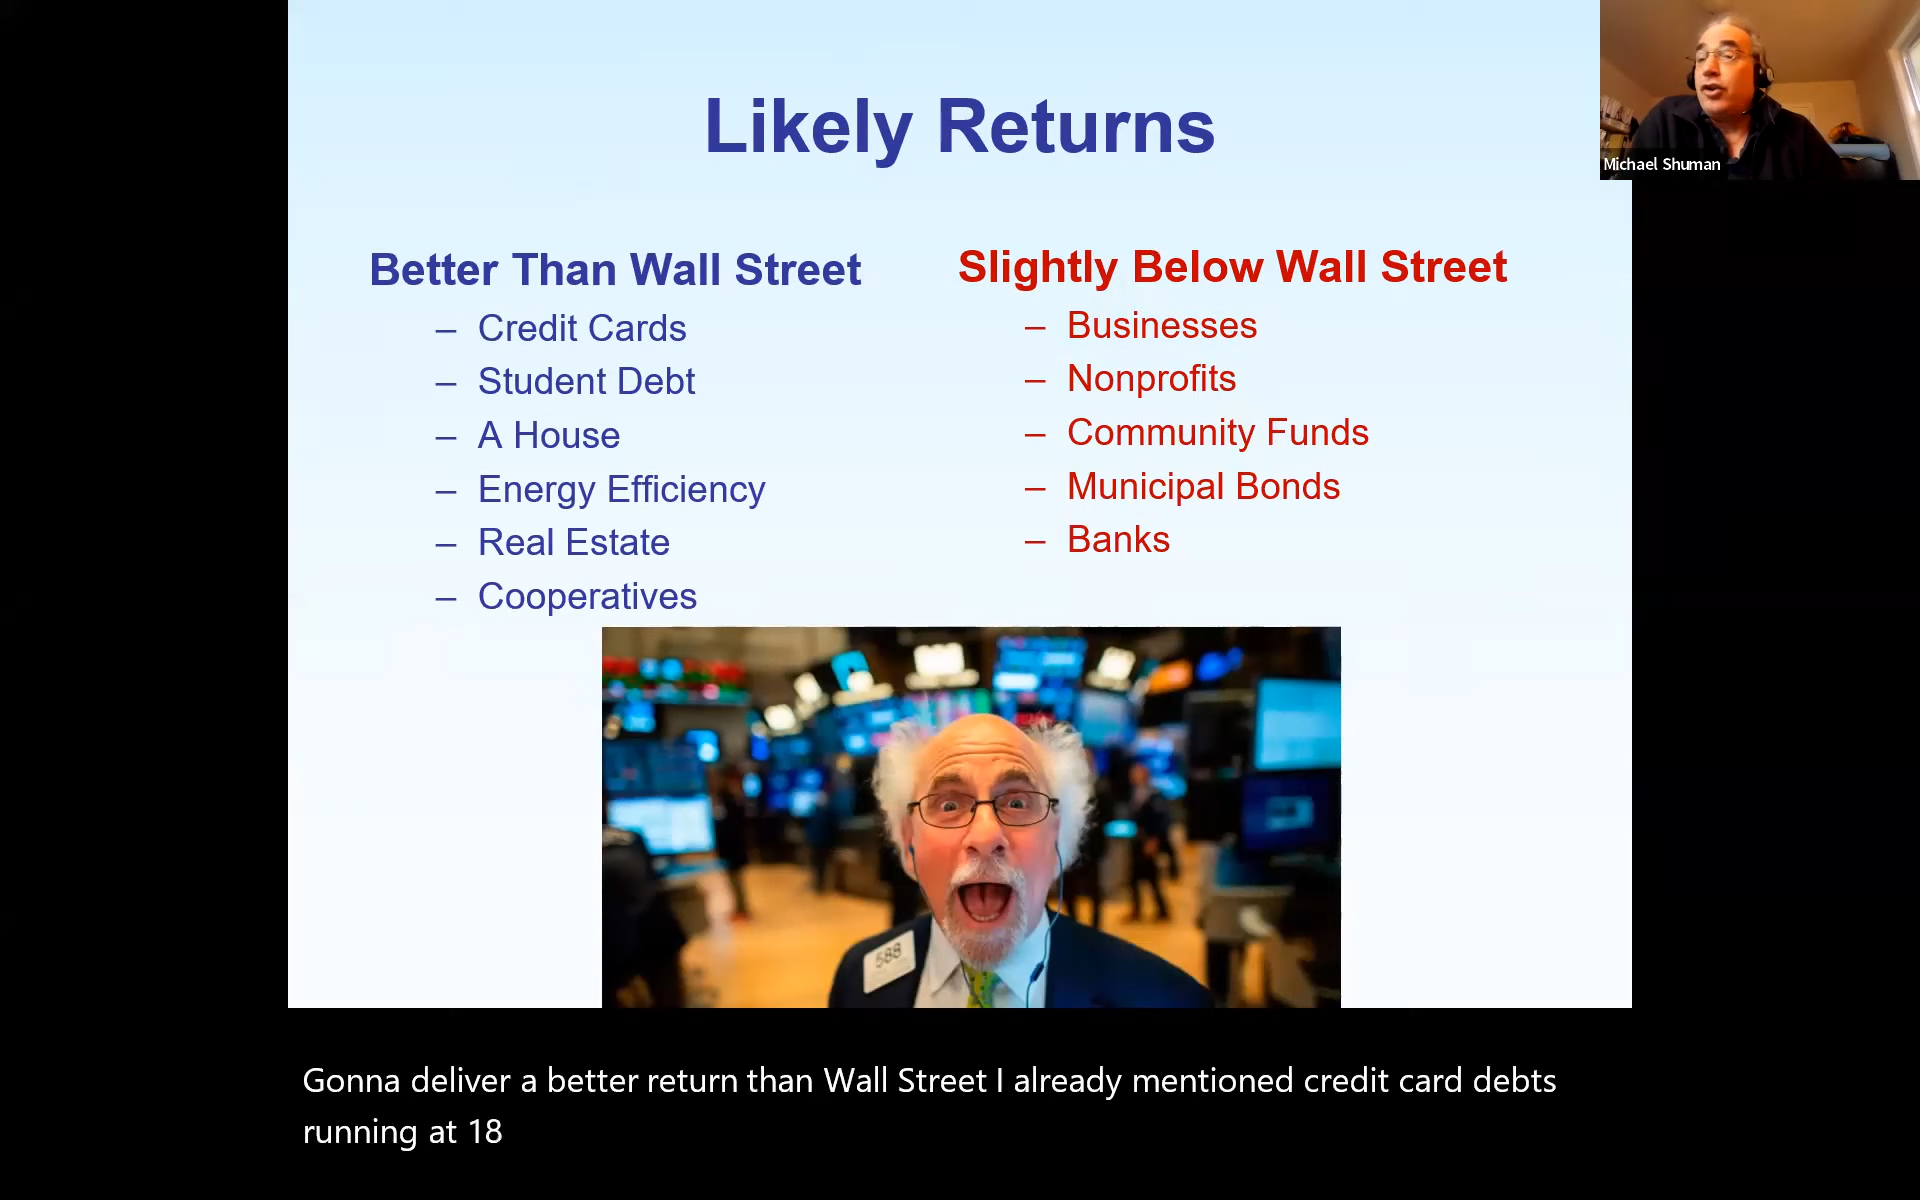 Likely Returns
Michael Shuman
Better Than Wall Street
– Credit Cards
– Student Debt
– A House
– Energy Efficiency
– Real Estate
– Cooperatives
Slightly Below Wall Street
– Businesses
– Nonprofits
– Community Funds
– Municipal Bonds
– Banks
588
Gonna deliver a better return than Wall Street I already mentioned credit card debts
running at 18